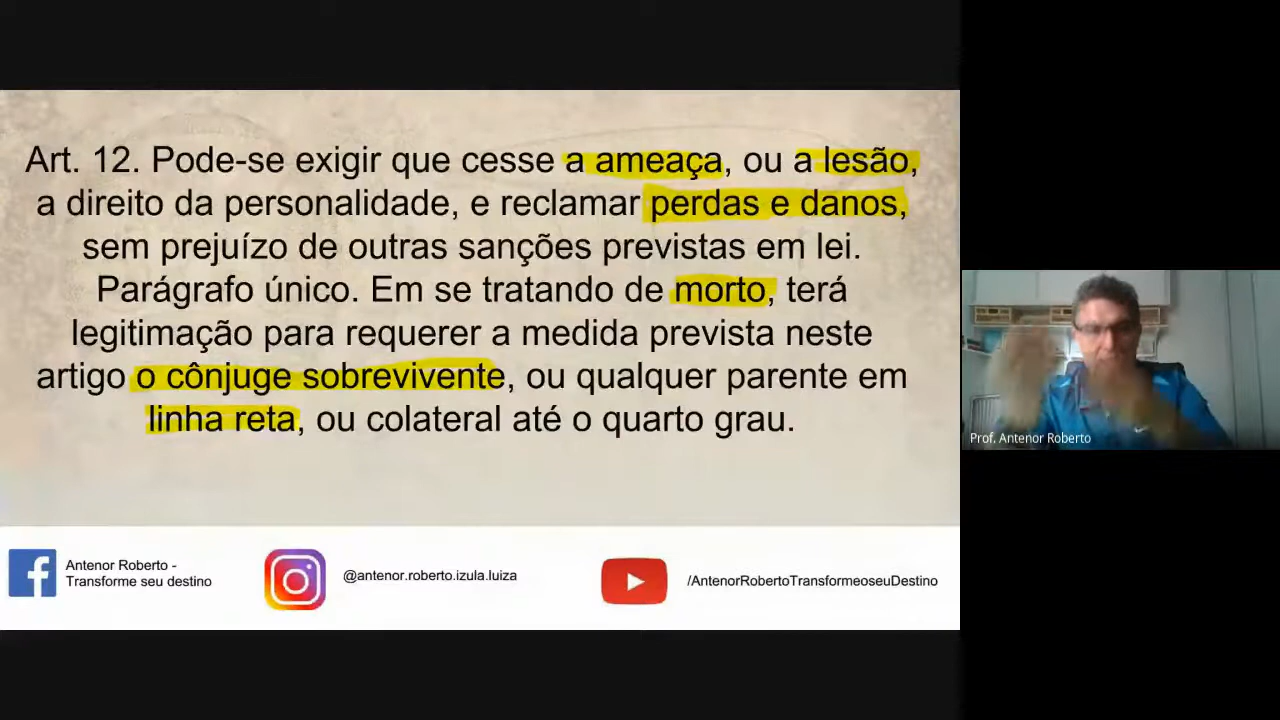 Art. 12. Pode-se exigir que cesse a ameaça, ou a lesão,
a direito da personalidade, e reclamar perdas e danos,
sem prejuízo de outras sanções previstas em lei.
Parágrafo único. Em se tratando de morto, terá
legitimação para requerer a medida prevista neste
artigo o cônjuge sobrevivente, ou qualquer parente em
linha reta, ou colateral até o quarto grau.
Prof. Antenor Roberto
Antenor Roberto -
Transforme seu destino
@antenor.roberto.izula.luiza
/AntenorRobertoTransformeoseuDestino